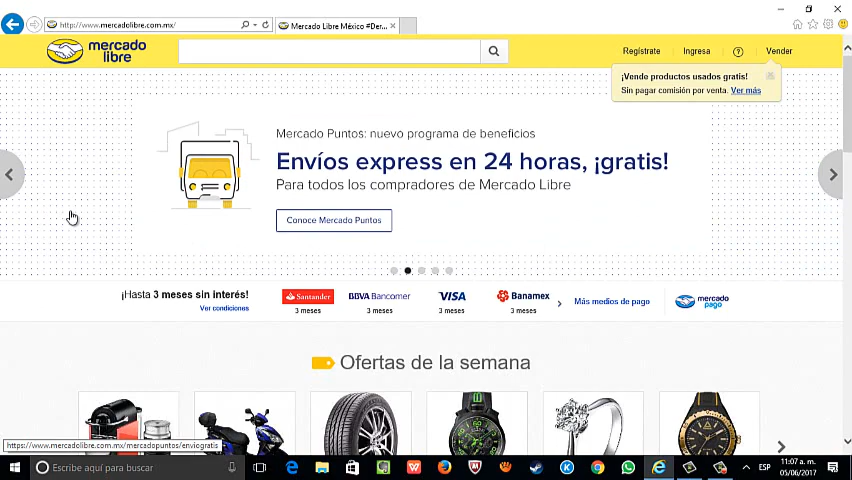 http://www.mercadolibre.com.mx/
Mercado Libre México #Der...
mercado
libre
Regístrate
Ingresa
?
Vender
¡Vende productos usados gratis!
Sin pagar comisión por venta. Ver más
Mercado Puntos: nuevo programa de beneficios
Envíos express en 24 horas, ¡gratis!
Para todos los compradores de Mercado Libre
Conoce Mercado Puntos
¡Hasta 3 meses sin interés!
Ver condiciones
Santander
3 meses
BBVA Bancomer
3 meses
VISA
3 meses
Banamex
3 meses
Más medios de pago
mercado
pago
Ofertas de la semana
https://www.mercadolibre.com.mx/mercadopuntos/enviogratis
Escribe aquí para buscar
ESP
11:07 a. m.
05/06/2017